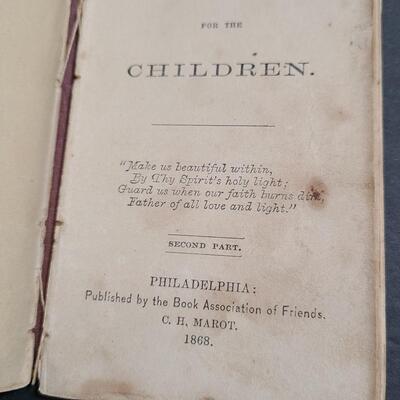 FOR THE
CHILDREN.
"Make us beautiful within,
By Thy Spirit's holy light;
Guard us when our faith burns dim,
Father of all love and light."
SECOND PART.
PHILADELPHIA:
Published by the Book Association of Friends.
C. H. MAROT.
1868.